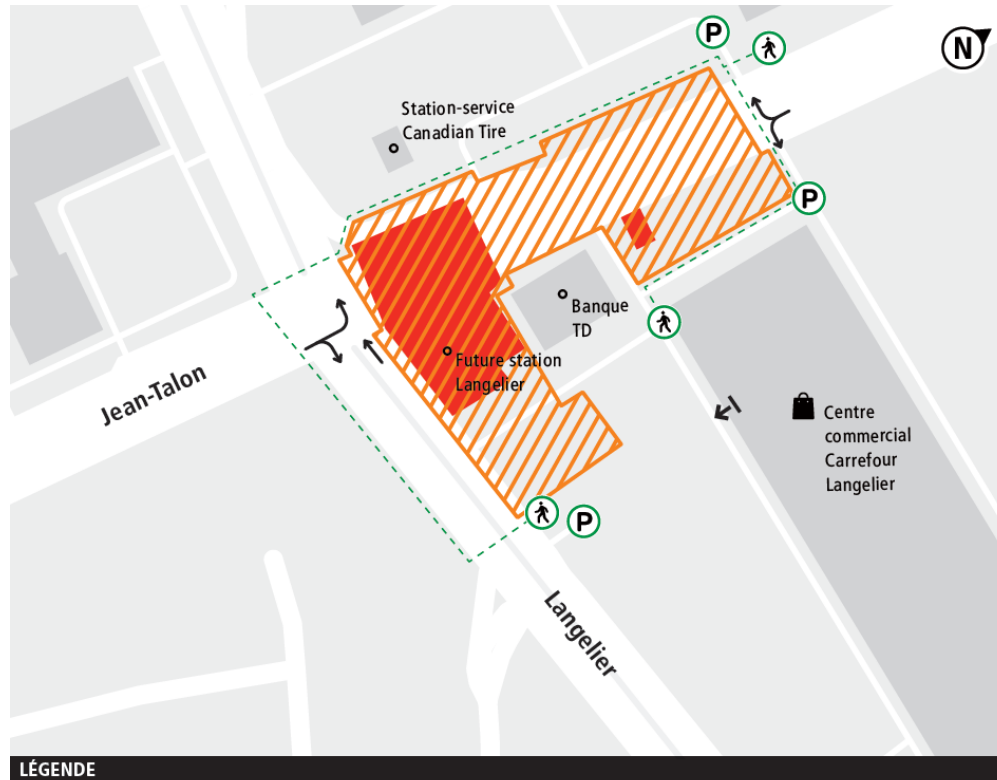 P
N
Station-service
Canadian Tire
P
Banque
TD
Future station
Langelier
Jean-Talon
Centre
commercial
Carrefour
Langelier
P
Langelier
LÉGENDE